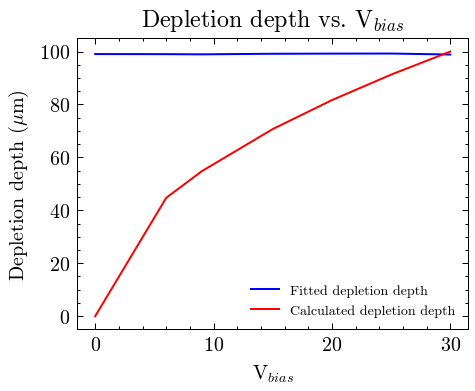 Depletion depth vs. V_bias
100
80
60
40
20
0
Depletion depth (μm)
Fitted depletion depth
Calculated depletion depth
0 10 20 30
V_bias